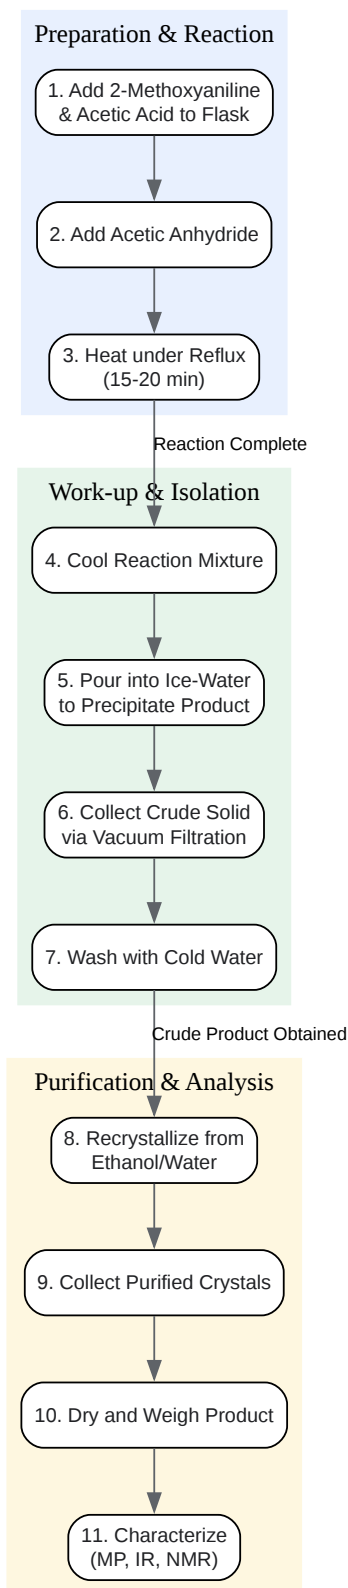 Preparation & Reaction
1. Add 2-Methoxyaniline
& Acetic Acid to Flask
2. Add Acetic Anhydride
3. Heat under Reflux
(15-20 min)
Reaction Complete
Work-up & Isolation
4. Cool Reaction Mixture
5. Pour into Ice-Water
to Precipitate Product
6. Collect Crude Solid
via Vacuum Filtration
7. Wash with Cold Water
Crude Product Obtained
Purification & Analysis
8. Recrystallize from
Ethanol/Water
9. Collect Purified Crystals
10. Dry and Weigh Product
11. Characterize
(MP, IR, NMR)